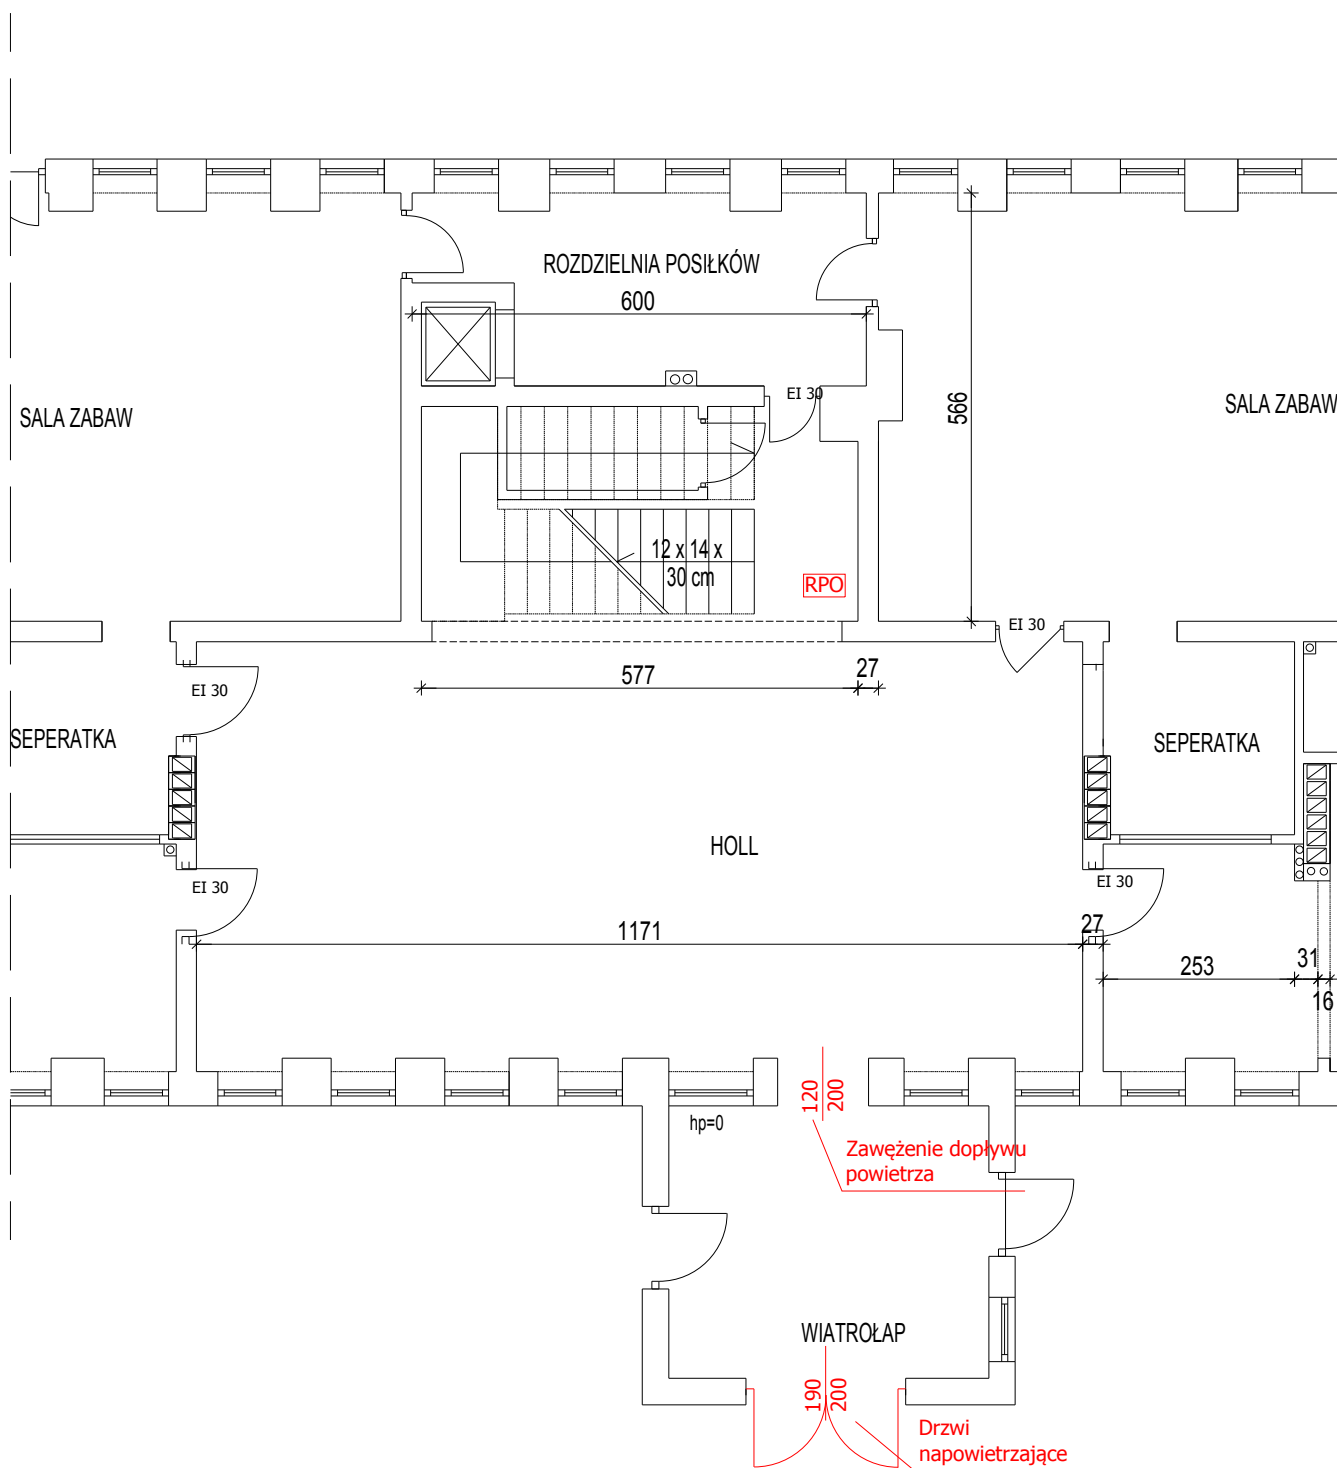 ROZDZIELNIA POSIŁKÓW
600
EI 30
SALA ZABAW
566
SALA ZABAW
12 x 14 x
30 cm
RPO
EI 30
577
27
EI 30
SEPERATKA
SEPERATKA
HOLL
EI 30
EI 30
1171
27
253
31
16
120
200
hp=0
Zawężenie dopływu
powietrza
WIATROŁAP
190
200
Drzwi
napowietrzające